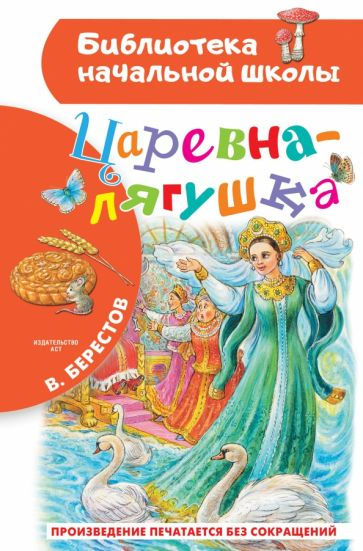 Библиотека
начальной школы
Царевна-
лягушка
ИЗДАТЕЛЬСТВО
АСТ
В. БЕРЕСТОВ
ПРОИЗВЕДЕНИЕ ПЕЧАТАЕТСЯ БЕЗ СОКРАЩЕНИЙ